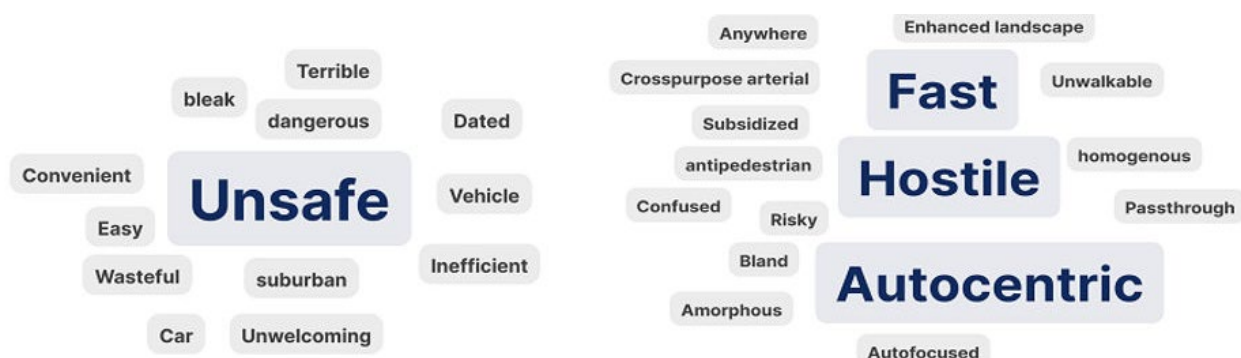 Terrible
bleak
dangerous
Dated
Convenient
Unsafe
Vehicle
Easy
Wasteful
suburban
Inefficient
Car
Unwelcoming
Anywhere
Enhanced landscape
Crosspurpose arterial
Fast
Unwalkable
Subsidized
antipedestrian
Hostile
homogenous
Confused
Risky
Passthrough
Bland
Autocentric
Amorphous
Autofocused